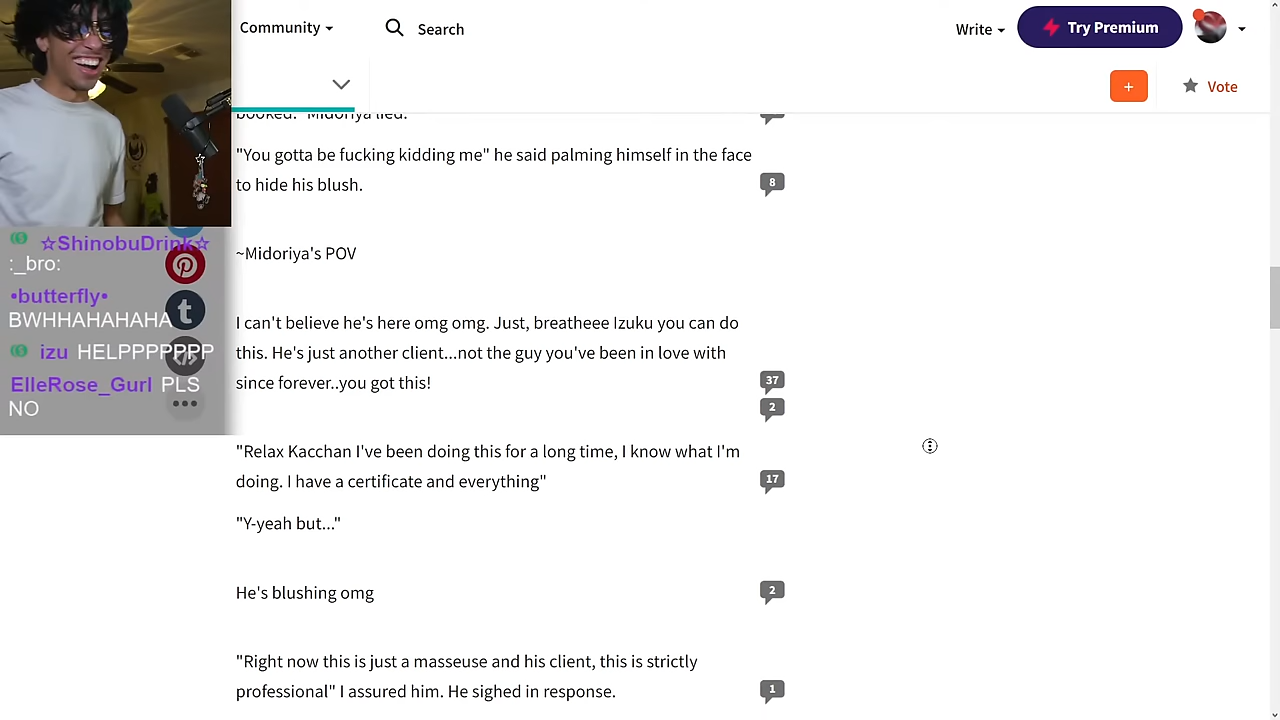 Community
Search
Write
Try Premium
+
Vote
booked." Midoriya lied.
"You gotta be fucking kidding me" he said palming himself in the face
to hide his blush.
8
~Midoriya's POV
I can't believe he's here omg omg. Just, breatheee Izuku you can do
this. He's just another client...not the guy you've been in love with
since forever..you got this!
37
2
"Relax Kacchan I've been doing this for a long time, I know what I'm
doing. I have a certificate and everything"
17
"Y-yeah but..."
He's blushing omg
2
"Right now this is just a masseuse and his client, this is strictly
professional" I assured him. He sighed in response.
1
☆ShinobuDrink☆
:_bro:
•butterfly•
BWHHAHAHAHA
izu HELPPPPPPP
ElleRose_Gurl PLS
NO